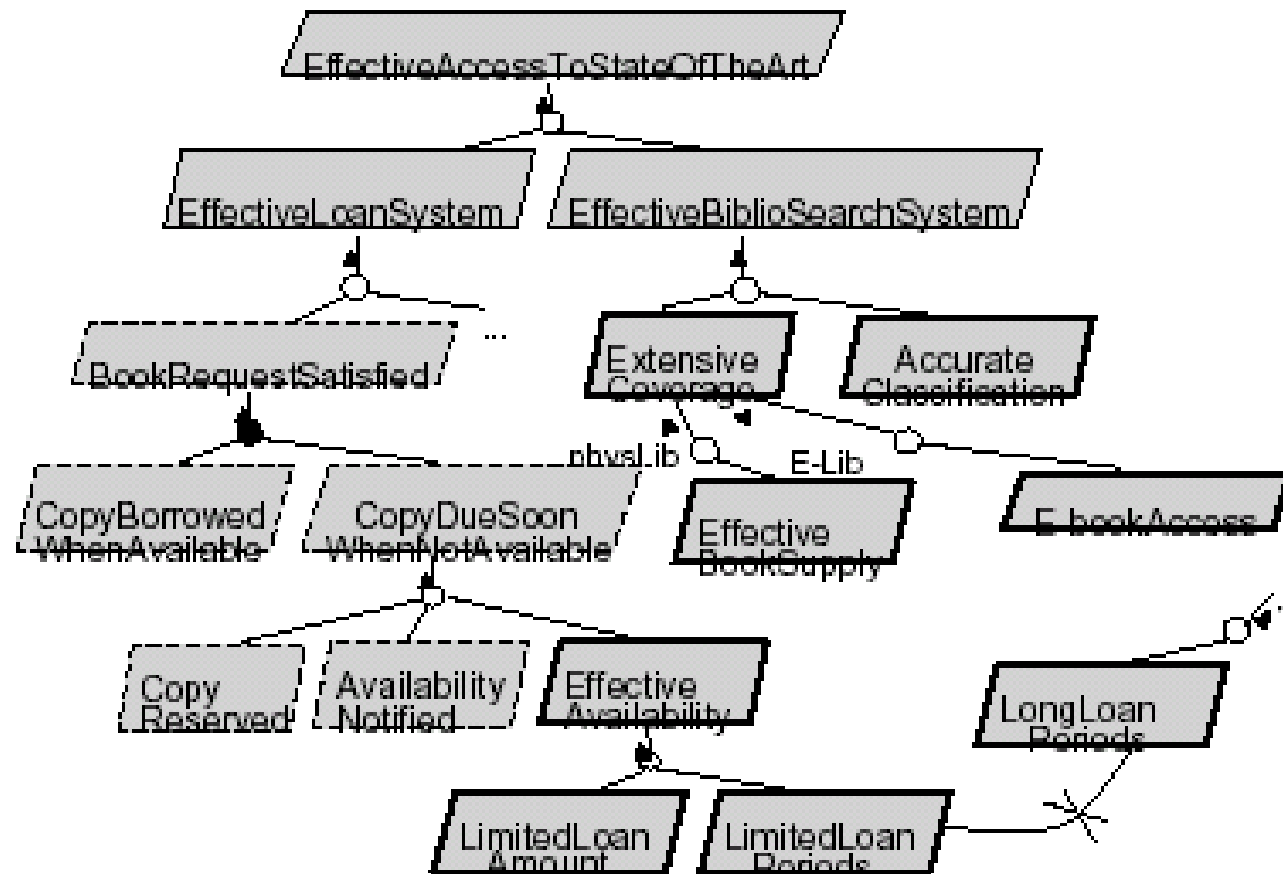 EffectiveAccessToStateOfTheArt
EffectiveLoanSystem
EffectiveBiblioSearchSystem
BookRequestSatisfied
...
Extensive
Coverage
Accurate
Classification
physLib
E-Lib
CopyBorrowed
WhenAvailable
CopyDueSoon
WhenNotAvailable
Effective
BookSupply
E-bookAccess
Copy
Reserved
Availability
Notified
Effective
Availability
LongLoan
Periods
LimitedLoan
Amount
LimitedLoan
Periods